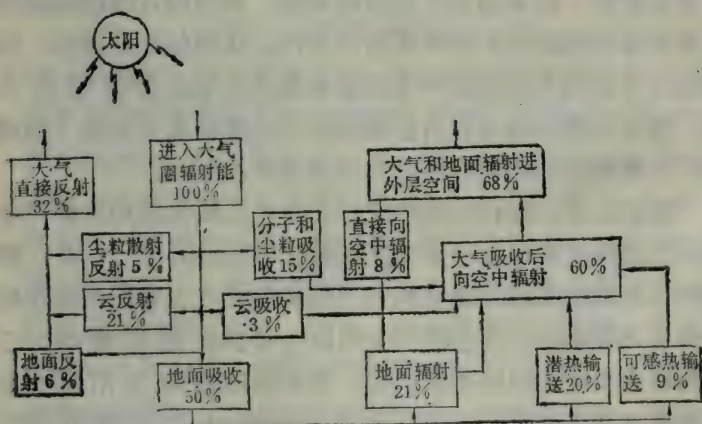 太阳
大气
直接反射
32%
进入大气
圈辐射能
100%
大气和地面辐射进
外层空间 68%
尘粒散射
反射5%
分子和
尘粒吸
收15%
直接向
空中辐
射8%
大气吸收后
向空中辐射 60%
云反射
21%
云吸收
3%
地面反
射6%
地面吸收
50%
地面辐射
21%
潜热输
送20%
可感热输
送 9%